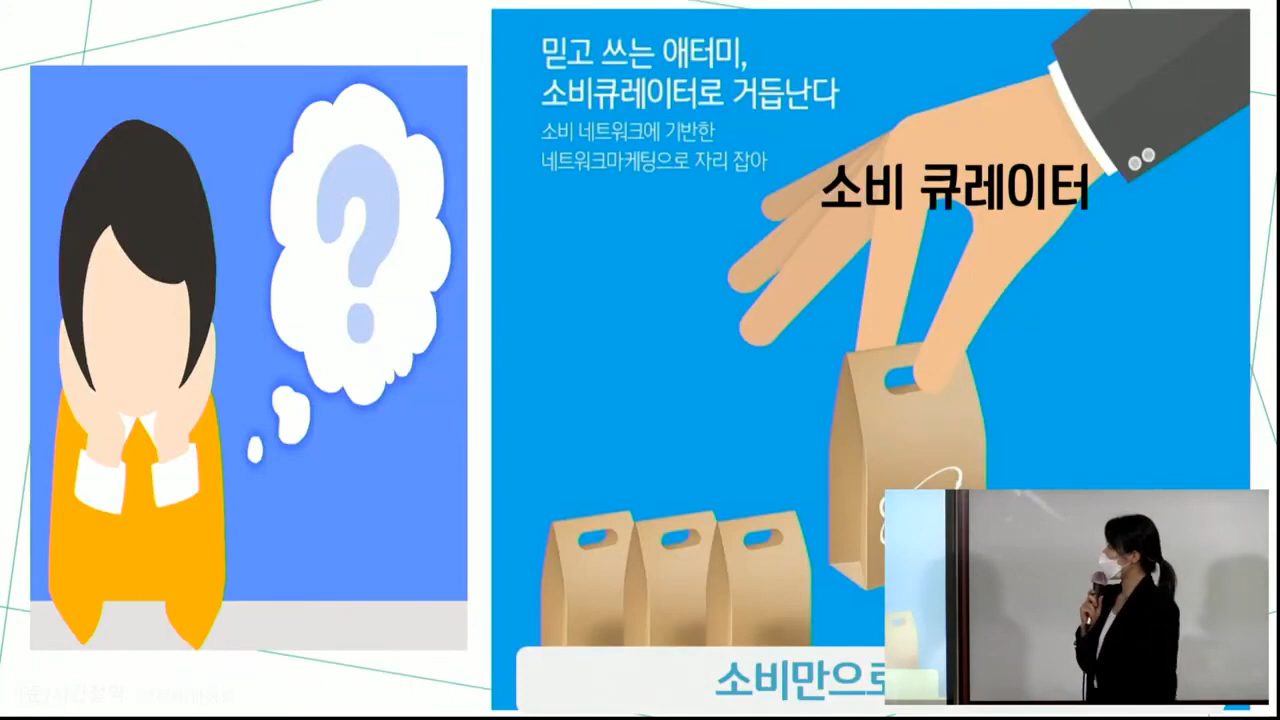 믿고 쓰는 애터미,
소비큐레이터로 거듭난다
소비 네트워크에 기반한
네트워크마케팅으로 자리 잡아
소비 큐레이터
?
소비만으로